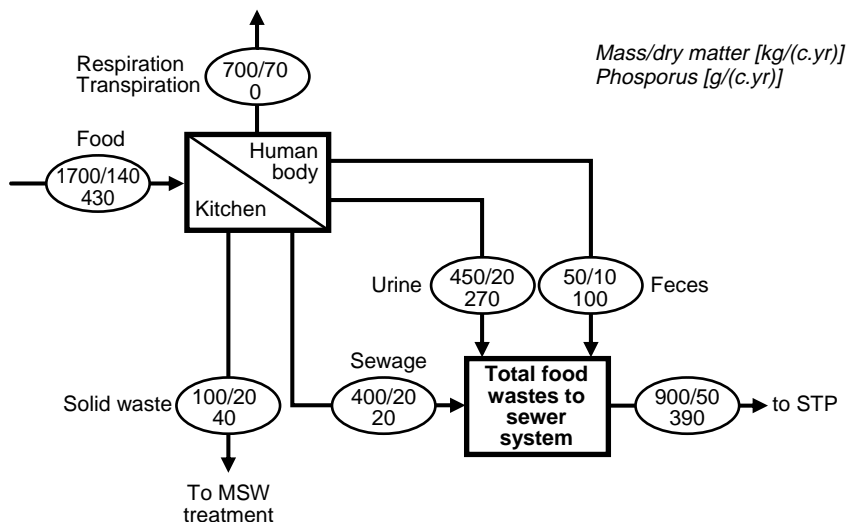 Mass/dry matter [kg/(c.yr)]
Phosporus [g/(c.yr)]
Respiration
Transpiration
700/70
0
Food
1700/140
430
Human
body
Kitchen
Urine
450/20
270
50/10
100
Feces
Solid waste
100/20
40
Sewage
400/20
20
Total food
wastes to
sewer
system
900/50
390
to STP
To MSW
treatment